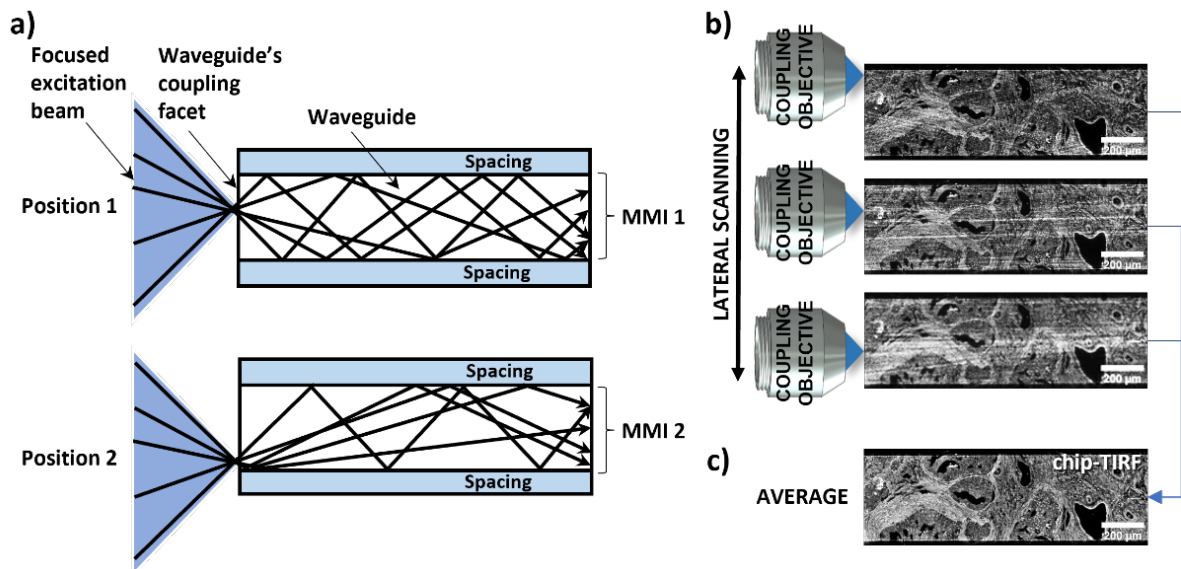 a)
Focused
excitation
beam
Waveguide's
coupling
facet
Waveguide
Spacing
Position 1
MMI 1
Spacing
Spacing
Position 2
MMI 2
Spacing
b)
LATERAL SCANNING
COUPLING
OBJECTIVE
200 µm
COUPLING
OBJECTIVE
200 µm
COUPLING
OBJECTIVE
200 µm
c)
AVERAGE
chip-TIRF
200 µm